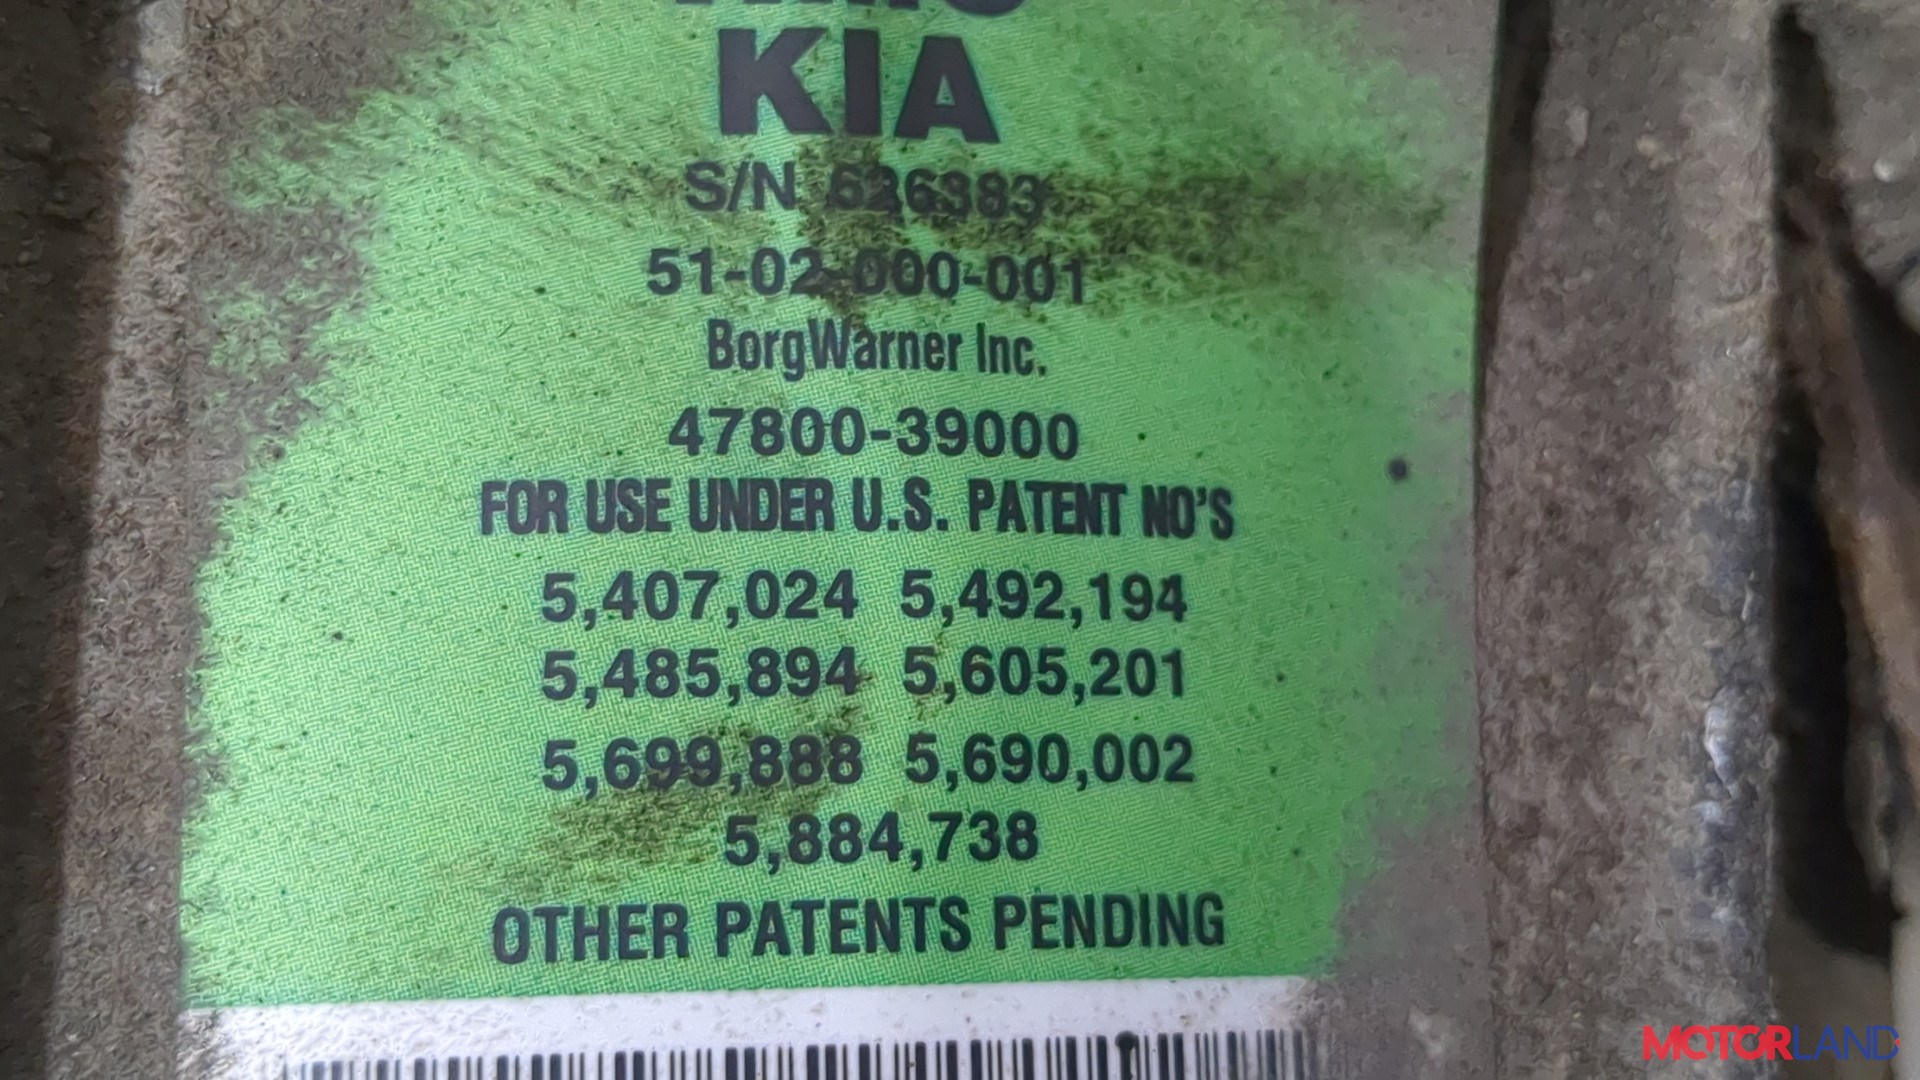 KIA
S/N 626383
51-02-000-001
BorgWarner Inc.
47800-39000
FOR USE UNDER U.S. PATENT NO'S
5,407,024 5,492,194
5,485,894 5,605,201
5,699,888 5,690,002
5,884,738
OTHER PATENTS PENDING
MOTORLAND